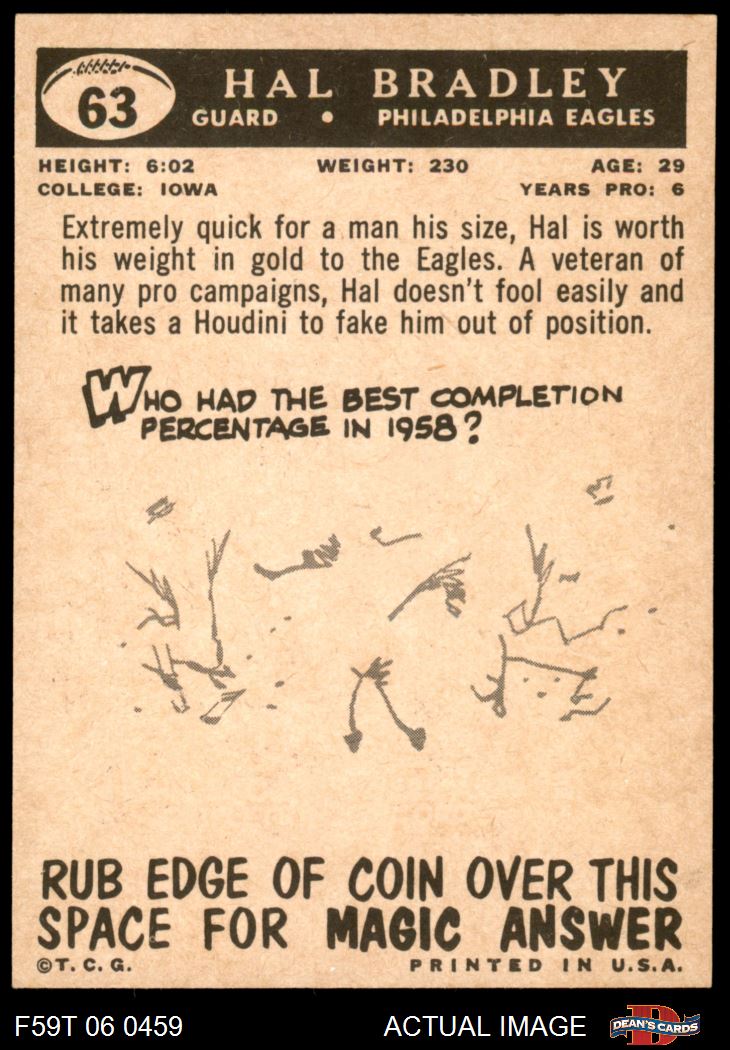 63
HAL BRADLEY
GUARD • PHILADELPHIA EAGLES
HEIGHT: 6:02 WEIGHT: 230 AGE: 29
COLLEGE: IOWA YEARS PRO: 6
Extremely quick for a man his size, Hal is worth
his weight in gold to the Eagles. A veteran of
many pro campaigns, Hal doesn't fool easily and
it takes a Houdini to fake him out of position.
WHO HAD THE BEST COMPLETION
PERCENTAGE IN 1958?
RUB EDGE OF COIN OVER THIS
SPACE FOR MAGIC ANSWER
©T. C. G. PRINTED IN U.S.A.
F59T 06 0459 ACTUAL IMAGE D DEAN'S CARDS